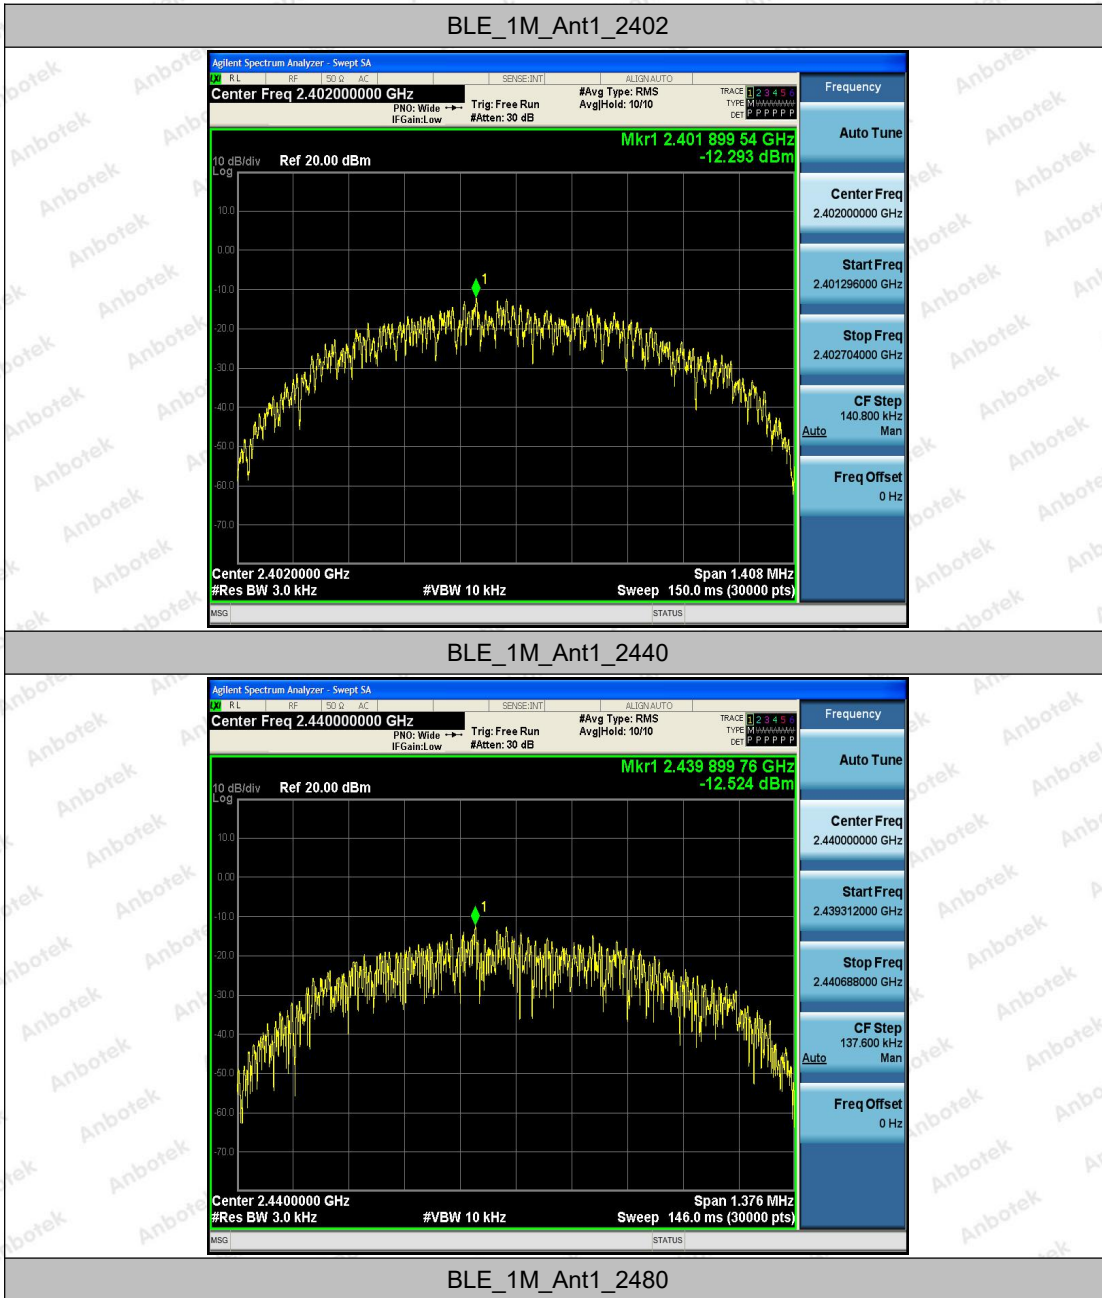 BLE_1M_Ant1_2402
Agilent Spectrum Analyzer - Swept SA
LXI RL RF 50 Ω AC SENSE:INT ALIGNAUTO
Center Freq 2.402000000 GHz
PNO: Wide
IFGain:Low
Trig: Free Run
#Atten: 30 dB
#Avg Type: RMS
Avg|Hold: 10/10
TRACE 1 2 3 4 5 6
TYPE M WWWWW
DET P P P P P P
Mkr1 2.401 899 54 GHz
-12.293 dBm
10 dB/div Ref 20.00 dBm
Log
10.0
0.00
-10.0
-20.0
-30.0
-40.0
-50.0
-60.0
-70.0
1
Center 2.4020000 GHz
Span 1.408 MHz
#Res BW 3.0 kHz #VBW 10 kHz Sweep 150.0 ms (30000 pts)
MSG STATUS
Frequency
Auto Tune
Center Freq
2.402000000 GHz
Start Freq
2.401296000 GHz
Stop Freq
2.402704000 GHz
CF Step
140.800 kHz
Auto Man
Freq Offset
0 Hz
BLE_1M_Ant1_2440
Agilent Spectrum Analyzer - Swept SA
LXI RL RF 50 Ω AC SENSE:INT ALIGNAUTO
Center Freq 2.440000000 GHz
PNO: Wide
IFGain:Low
Trig: Free Run
#Atten: 30 dB
#Avg Type: RMS
Avg|Hold: 10/10
TRACE 1 2 3 4 5 6
TYPE M WWWWW
DET P P P P P P
Mkr1 2.439 899 76 GHz
-12.524 dBm
10 dB/div Ref 20.00 dBm
Log
10.0
0.00
-10.0
-20.0
-30.0
-40.0
-50.0
-60.0
-70.0
1
Center 2.4400000 GHz
Span 1.376 MHz
#Res BW 3.0 kHz #VBW 10 kHz Sweep 146.0 ms (30000 pts)
MSG STATUS
Frequency
Auto Tune
Center Freq
2.440000000 GHz
Start Freq
2.439312000 GHz
Stop Freq
2.440688000 GHz
CF Step
137.600 kHz
Auto Man
Freq Offset
0 Hz
BLE_1M_Ant1_2480
Anbotek